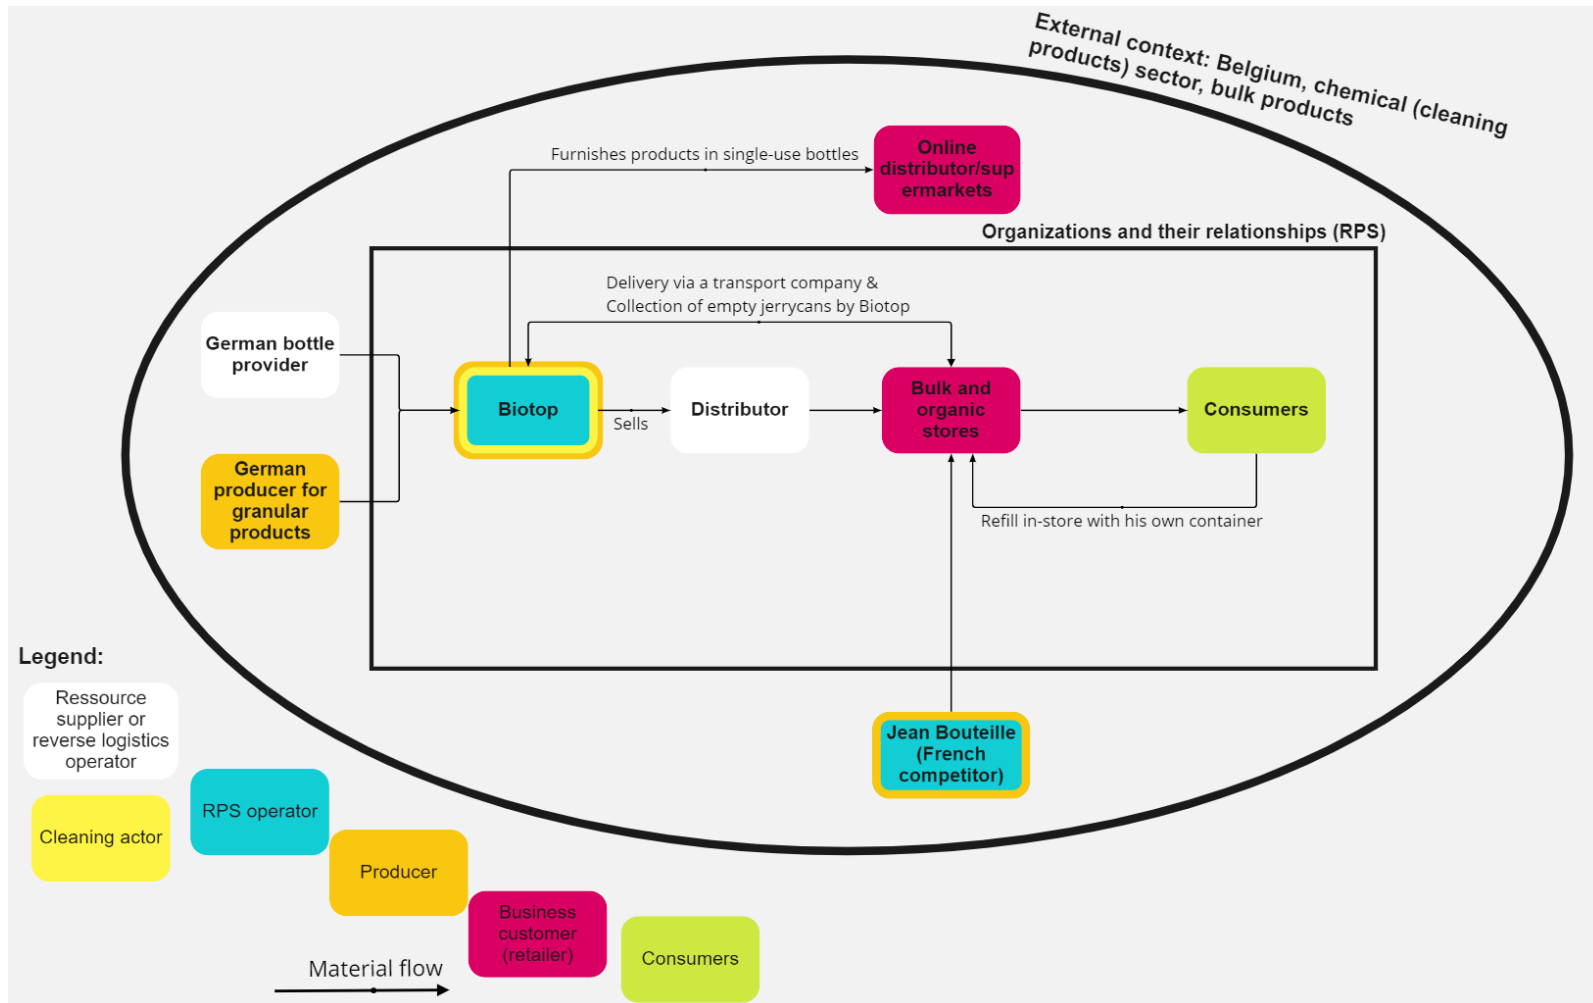 External context: Belgium, chemical (cleaning
products) sector, bulk products
Online
distributor/sup
ermarkets
Furnishes products in single-use bottles
Organizations and their relationships (RPS)
Delivery via a transport company &
Collection of empty jerrycans by Biotop
German bottle
provider
Biotop
Sells
Distributor
Bulk and
organic
stores
Consumers
German
producer for
granular
products
Refill in-store with his own container
Jean Bouteille
(French
competitor)
Legend:
Ressource
supplier or
reverse logistics
operator
Cleaning actor
RPS operator
Producer
Business
customer
(retailer)
Consumers
Material flow